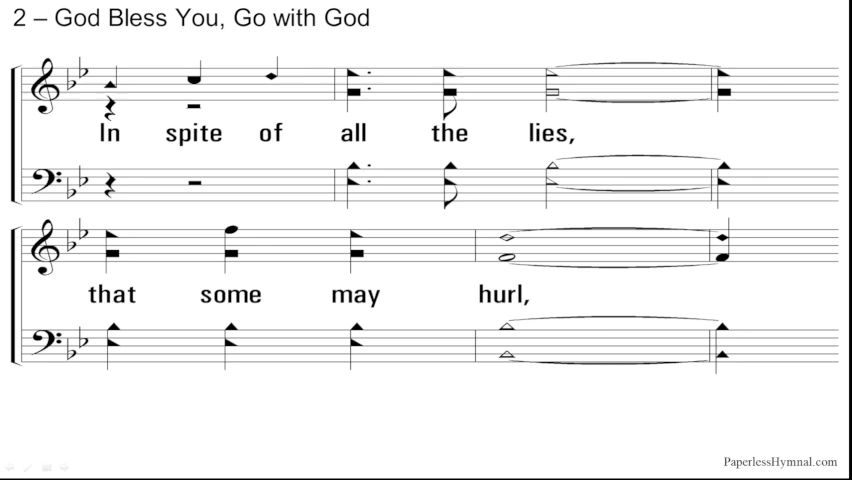 2 – God Bless You, Go with God
In spite of all the lies,
that some may hurl,
PaperlessHymnal.com